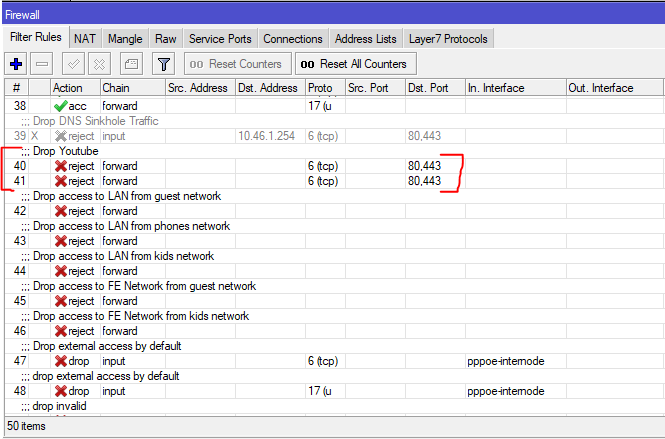 Firewall
Filter Rules NAT Mangle Raw Service Ports Connections Address Lists Layer7 Protocols
00 Reset Counters 00 Reset All Counters
# Action Chain Src. Address Dst. Address Proto Src. Port Dst. Port In. Interface Out. Interface
38 acc forward 17 (u
;;; Drop DNS Sinkhole Traffic
39 X reject input 10.46.1.254 6 (tcp) 80,443
;;; Drop Youtube
40 reject forward 6 (tcp) 80,443
41 reject forward 6 (tcp) 80,443
;;; Drop access to LAN from guest network
42 reject forward
;;; Drop access to LAN from phones network
43 reject forward
;;; Drop access to LAN from kids network
44 reject forward
;;; Drop access to FE Network from guest network
45 reject forward
;;; Drop access to FE Network from kids network
46 reject forward
;;; Drop external access by default
47 drop input 6 (tcp) pppoe-internode
;;; drop external access by default
48 drop input 17 (u pppoe-internode
;;; drop invalid
50 items